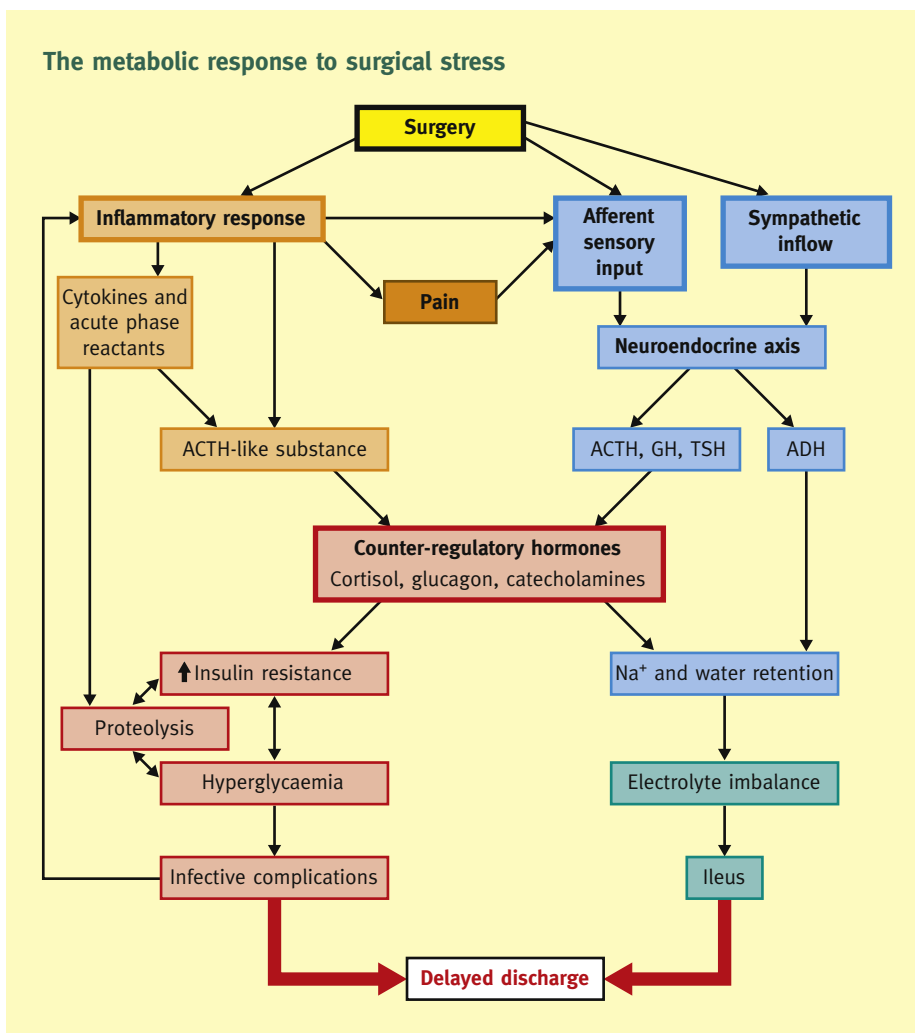 The metabolic response to surgical stress
Surgery
Inflammatory response
Afferent
sensory
input
Sympathetic
inflow
Cytokines and
acute phase
reactants
Pain
Neuroendocrine axis
ACTH-like substance
ACTH, GH, TSH
ADH
Counter-regulatory hormones
Cortisol, glucagon, catecholamines
Insulin resistance
Na⁺ and water retention
Proteolysis
Hyperglycaemia
Electrolyte imbalance
Infective complications
Ileus
Delayed discharge